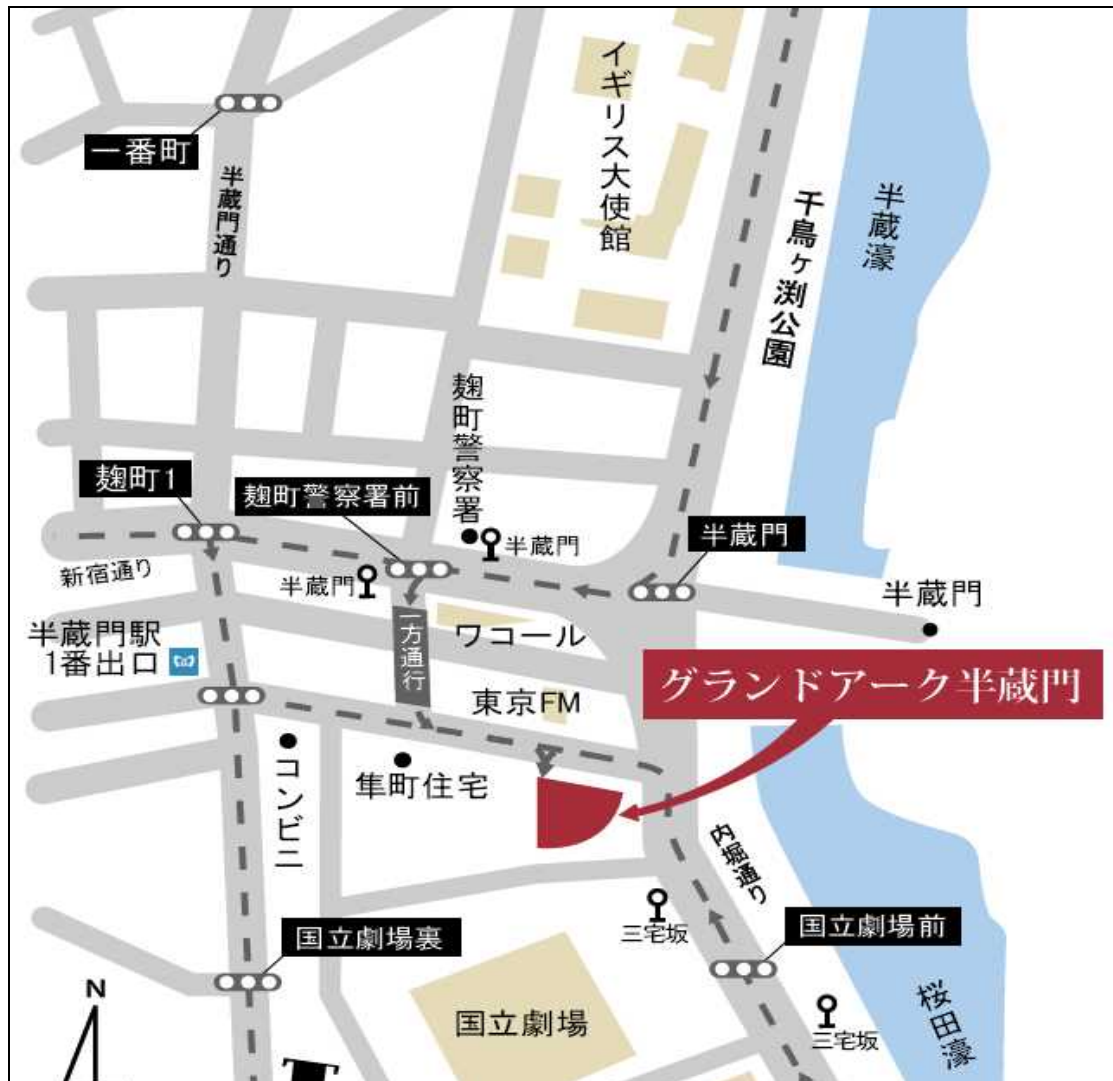 イギリス大使館
一番町
半蔵門通り
千鳥ヶ淵公園
半蔵濠
麹町警察署
麹町1
麹町警察署前
半蔵門
半蔵門
新宿通り
半蔵門
半蔵門
一方通行
ワコール
半蔵門駅
1番出口
グランドアーク半蔵門
東京FM
コンビニ
隼町住宅
内堀通り
三宅坂
国立劇場裏
国立劇場前
N
国立劇場
三宅坂
桜田濠